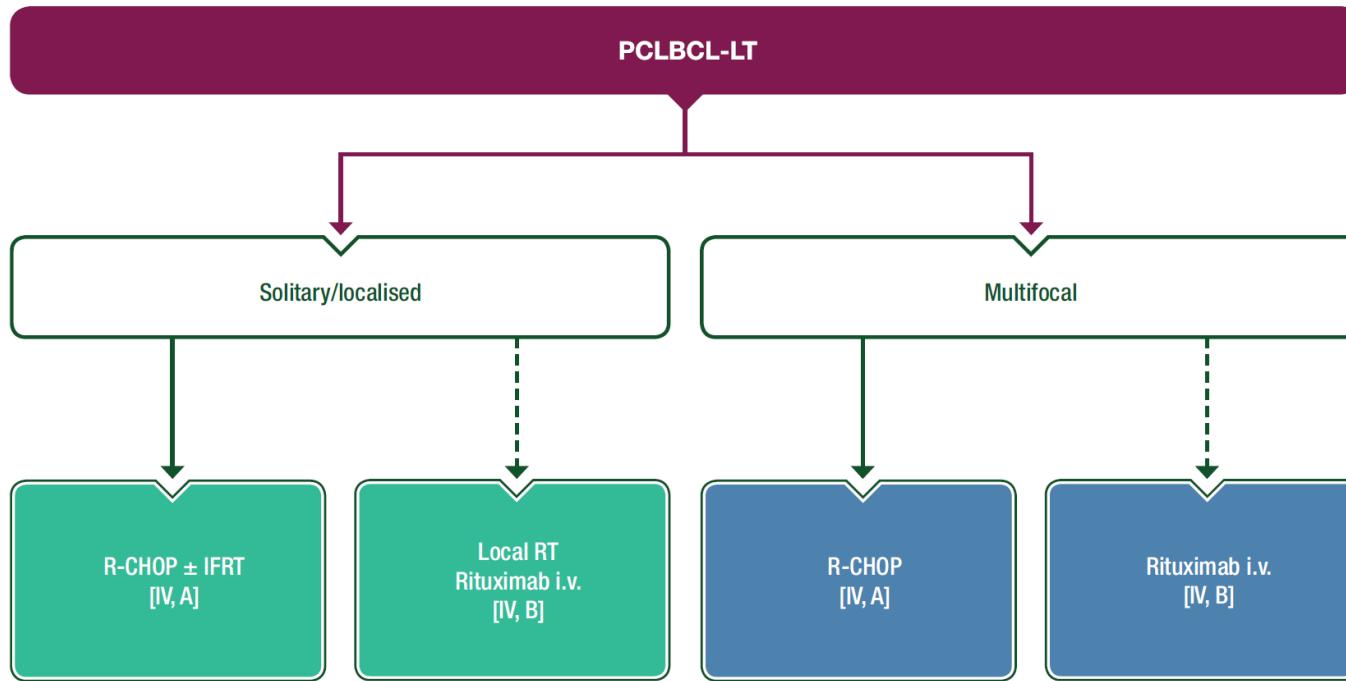 PCLBCL-LT
Solitary/localised
Multifocal
R-CHOP ± IFRT
[IV, A]
Local RT
Rituximab i.v.
[IV, B]
R-CHOP
[IV, A]
Rituximab i.v.
[IV, B]